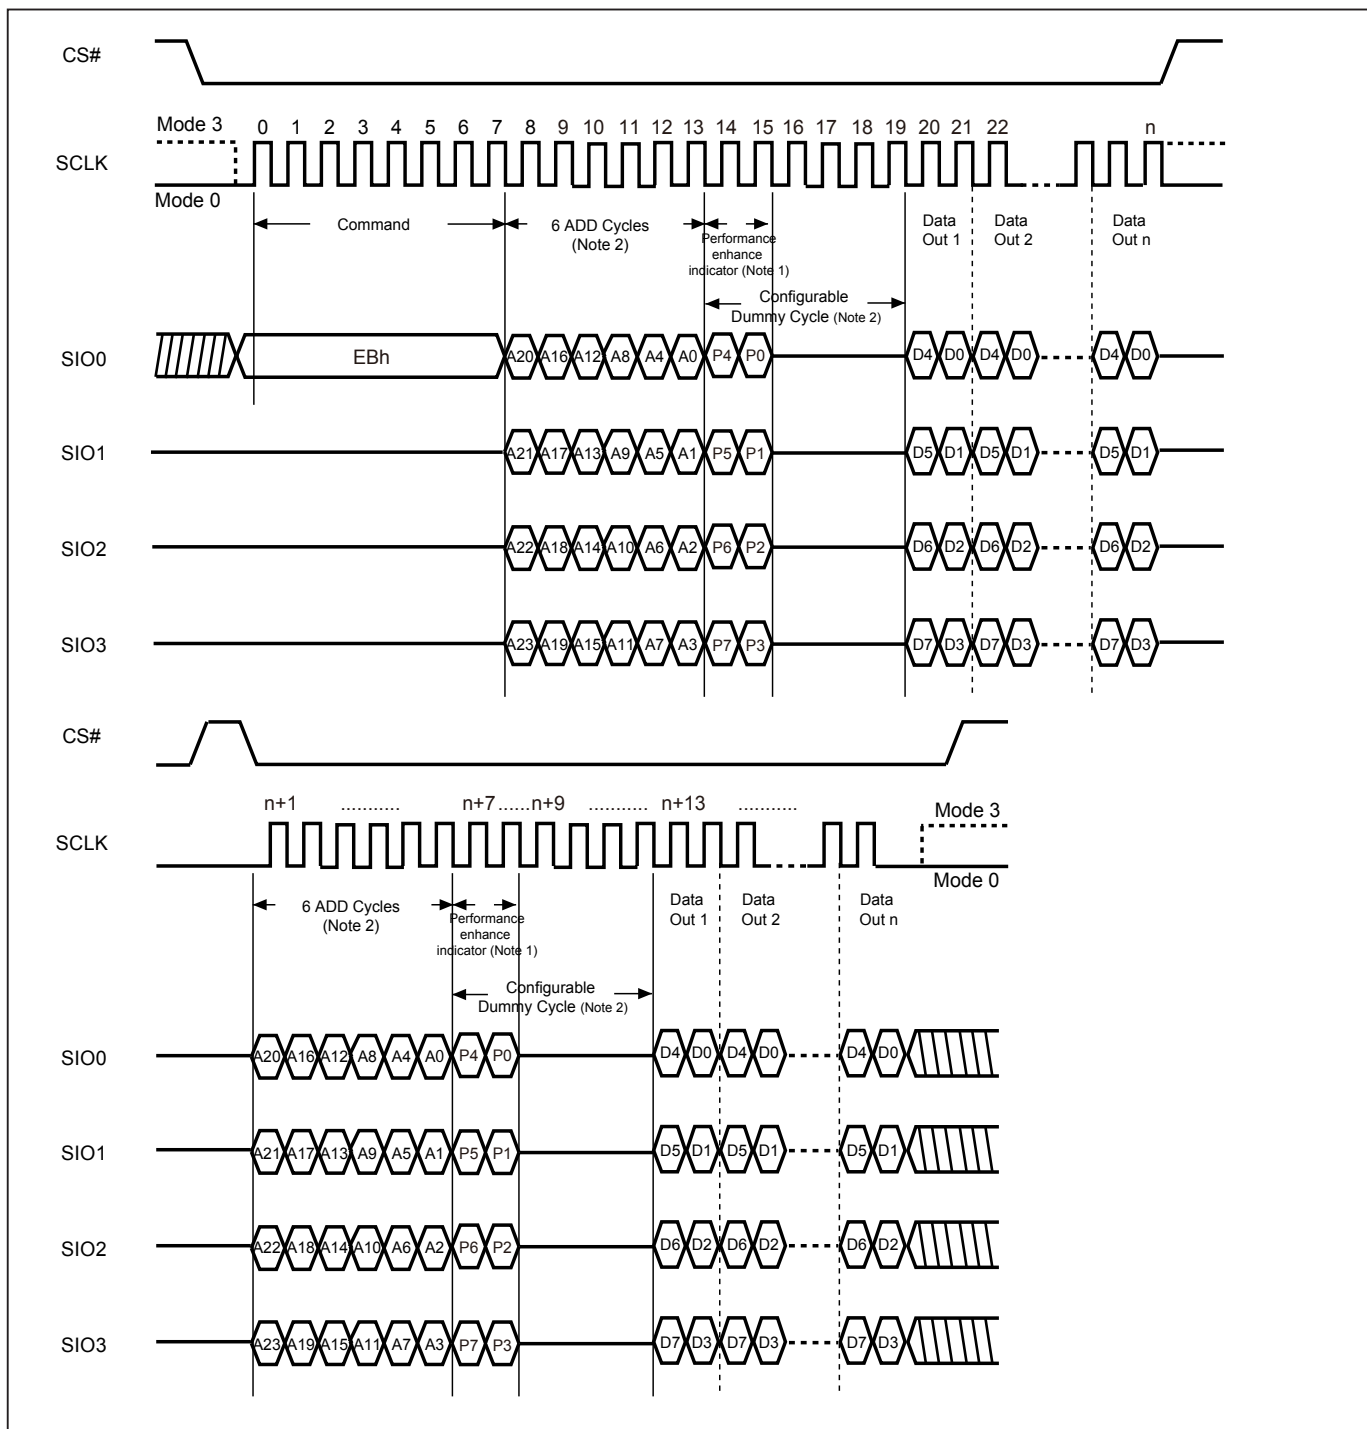 CS#
Mode 3
0 1 2 3 4 5 6 7 8 9 10 11 12 13 14 15 16 17 18 19 20 21 22 n
SCLK
Mode 0
Command
6 ADD Cycles
(Note 2)
Performance
enhance
indicator (Note 1)
Data
Out 1
Data
Out 2
Data
Out n
Configurable
Dummy Cycle (Note 2)
SIO0 EBh A20 A16 A12 A8 A4 A0 P4 P0 D4 D0 D4 D0 D4 D0
SIO1 A21 A17 A13 A9 A5 A1 P5 P1 D5 D1 D5 D1 D5 D1
SIO2 A22 A18 A14 A10 A6 A2 P6 P2 D6 D2 D6 D2 D6 D2
SIO3 A23 A19 A15 A11 A7 A3 P7 P3 D7 D3 D7 D3 D7 D3
CS#
n+1 ........... n+7 ......n+9 ........... n+13 ...........
Mode 3
SCLK
Mode 0
6 ADD Cycles
(Note 2)
Performance
enhance
indicator (Note 1)
Data
Out 1
Data
Out 2
Data
Out n
Configurable
Dummy Cycle (Note 2)
SIO0 A20 A16 A12 A8 A4 A0 P4 P0 D4 D0 D4 D0 D4 D0
SIO1 A21 A17 A13 A9 A5 A1 P5 P1 D5 D1 D5 D1 D5 D1
SIO2 A22 A18 A14 A10 A6 A2 P6 P2 D6 D2 D6 D2 D6 D2
SIO3 A23 A19 A15 A11 A7 A3 P7 P3 D7 D3 D7 D3 D7 D3